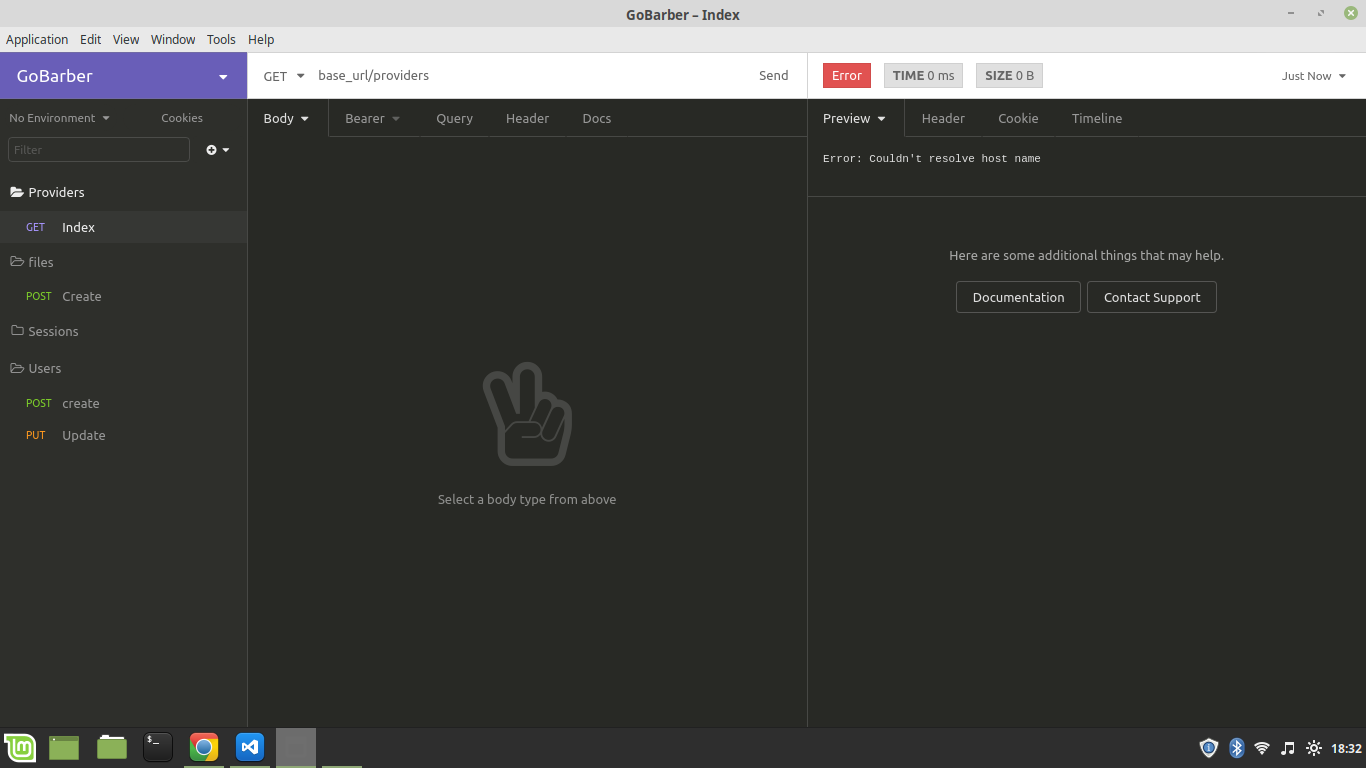 GoBarber – Index
Application Edit View Window Tools Help
GoBarber
GET base_url/providers Send
Error TIME 0 ms SIZE 0 B Just Now
No Environment Cookies
Body Bearer Query Header Docs
Preview Header Cookie Timeline
Filter
Error: Couldn't resolve host name
Providers
GET Index
files
POST Create
Sessions
Users
POST create
PUT Update
Select a body type from above
Here are some additional things that may help.
Documentation Contact Support
$_
18:32